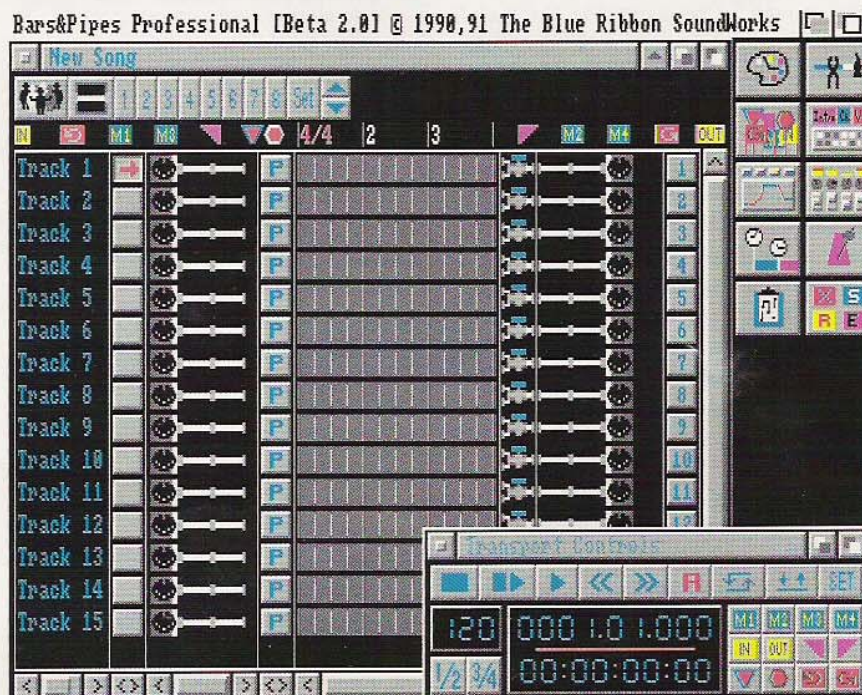 Bars&Pipes Professional [Beta 2.0] © 1990,91 The Blue Ribbon SoundWorks
New Song
1 2 3 4 5 6 7 8 Set
IN M1 M3 4/4 2 3 M2 M4 OUT
Track 1 P 1
Track 2 P 2
Track 3 P 3
Track 4 P 4
Track 5 P 5
Track 6 P 6
Track 7 P 7
Track 8 P 8
Track 9 P 9
Track 10 P 10
Track 11 P 11
Track 12 P 12
Track 13 P
Track 14 P
Track 15 P
S
R E
Transport Controls
SET
120 0001.01.000
00:00:00:00
1/2 3/4
M1 M2 M3 M4
IN OUT